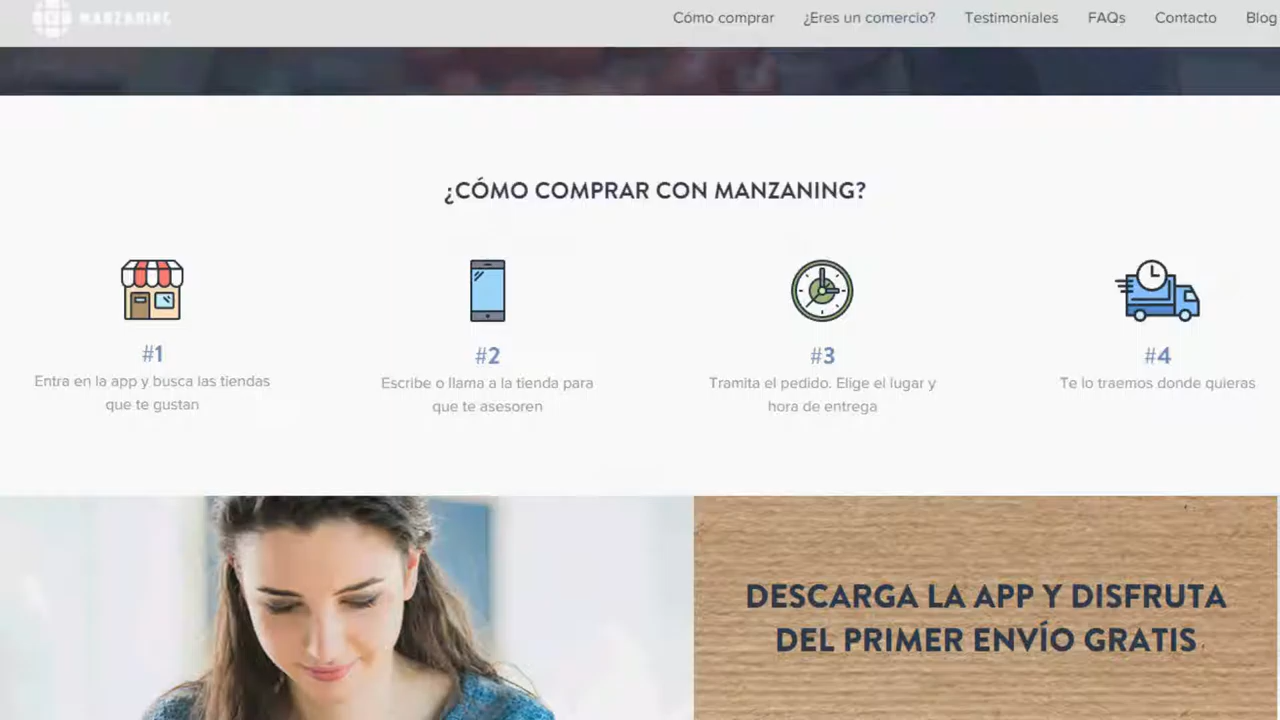 MANZANING
Cómo comprar ¿Eres un comercio? Testimoniales FAQs Contacto Blog
¿CÓMO COMPRAR CON MANZANING?
#1
Entra en la app y busca las tiendas
que te gustan
#2
Escribe o llama a la tienda para
que te asesoren
#3
Tramita el pedido. Elige el lugar y
hora de entrega
#4
Te lo traemos donde quieras
DESCARGA LA APP Y DISFRUTA
DEL PRIMER ENVÍO GRATIS